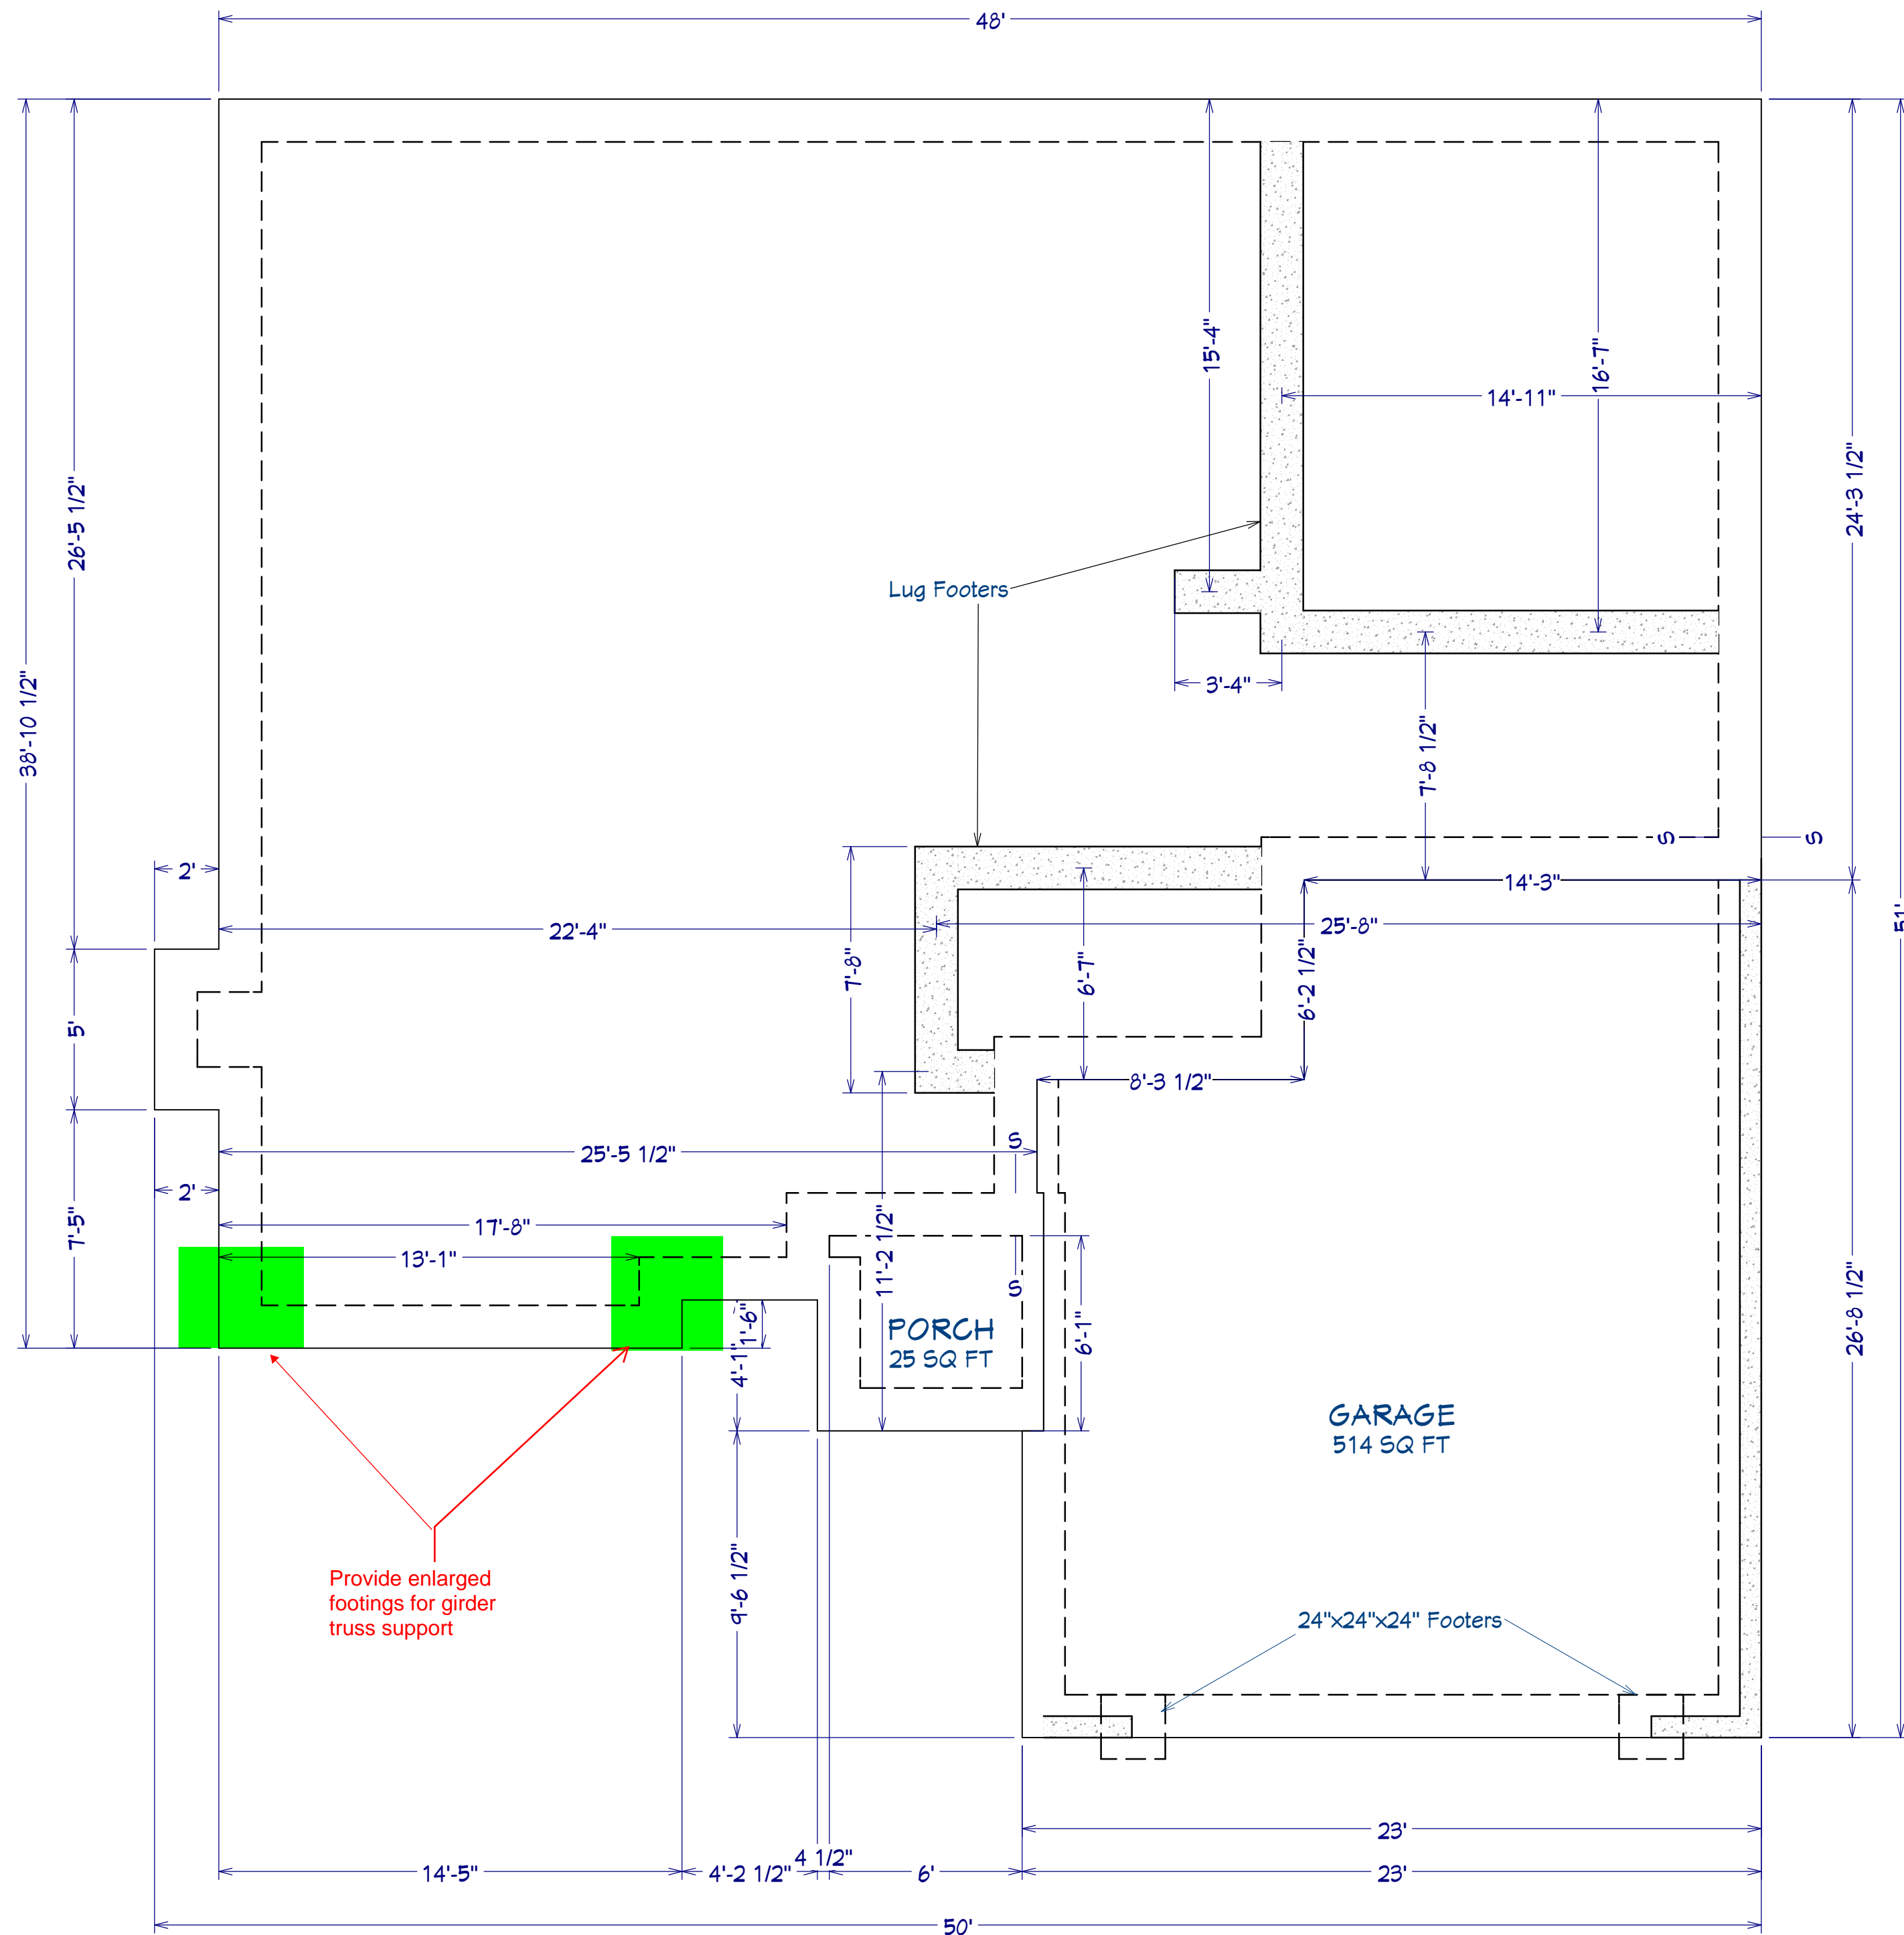 48'
15'-4"
16'-7"
14'-11"
24'-3 1/2"
26'-5 1/2"
38'-10 1/2"
Lug Footers
3'-4"
7'-8 1/2"
S
S
2'
14'-3"
51'
22'-4"
25'-8"
7'-8"
6'-7"
6'-2 1/2"
5'
8'-3 1/2"
S
25'-5 1/2"
2'
7'-5"
17'-8"
13'-1"
11'-2 1/2"
S
1'-6"
4'-1"
6'-1"
PORCH
25 SQ FT
26'-8 1/2"
GARAGE
514 SQ FT
Provide enlarged
footings for girder
truss support
9'-6 1/2"
24"x24"x24" Footers
23'
14'-5"
4'-2 1/2"
4 1/2"
6'
23'
50'